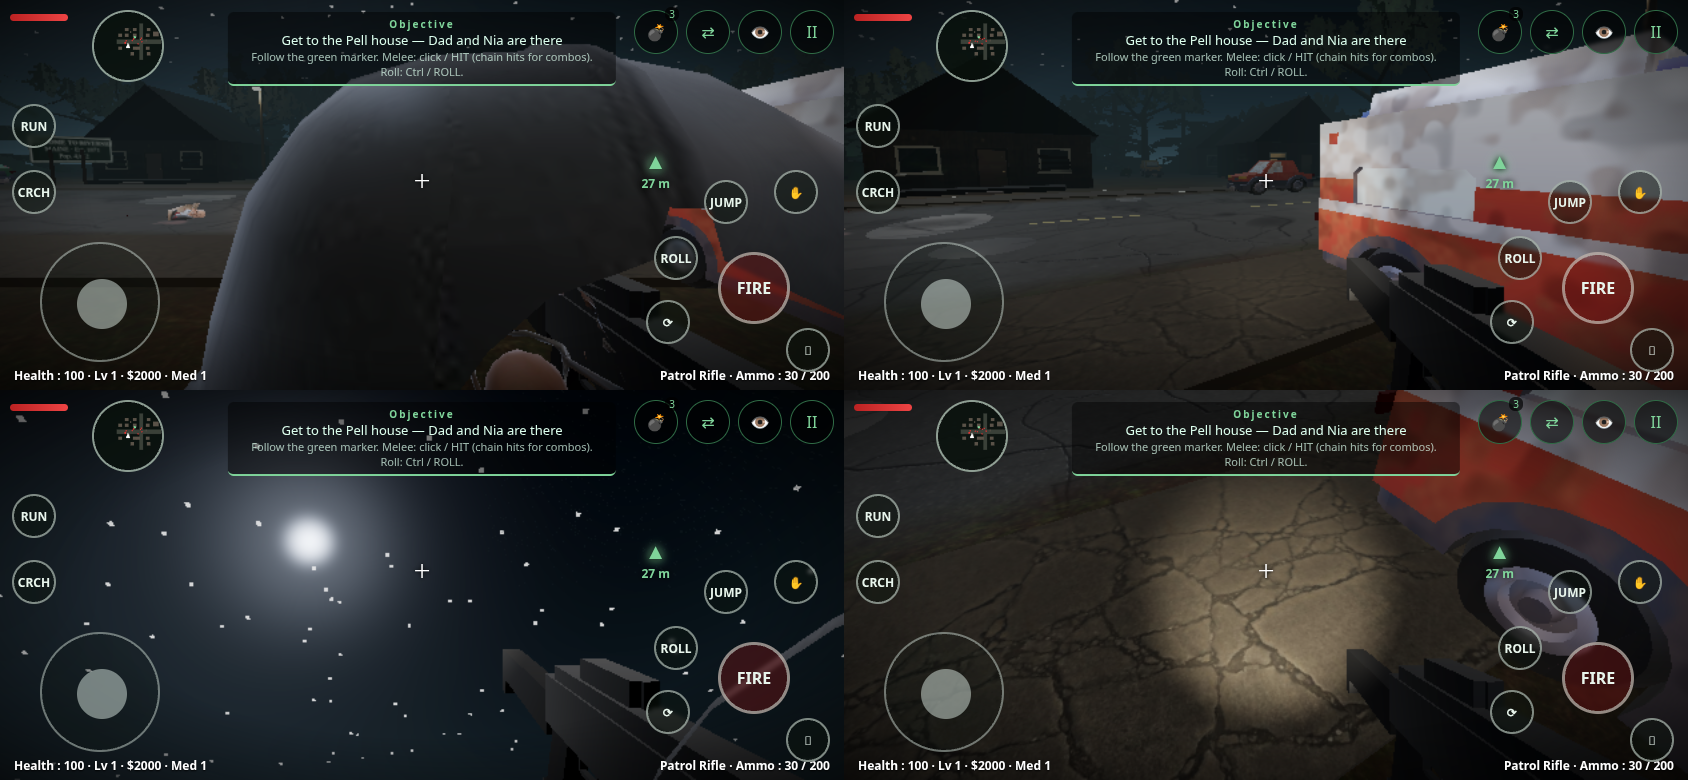 3
Objective
Get to the Pell house — Dad and Nia are there
Follow the green marker. Melee: click / HIT (chain hits for combos).
Roll: Ctrl / ROLL.
II
RUN
27 m
CRCH
JUMP
ROLL
FIRE
Health : 100 · Lv 1 · $2000 · Med 1
Patrol Rifle · Ammo : 30 / 200
3
Objective
Get to the Pell house — Dad and Nia are there
Follow the green marker. Melee: click / HIT (chain hits for combos).
Roll: Ctrl / ROLL.
II
RUN
27 m
CRCH
JUMP
ROLL
FIRE
Health : 100 · Lv 1 · $2000 · Med 1
Patrol Rifle · Ammo : 30 / 200
3
Objective
Get to the Pell house — Dad and Nia are there
Follow the green marker. Melee: click / HIT (chain hits for combos).
Roll: Ctrl / ROLL.
II
RUN
27 m
CRCH
JUMP
ROLL
FIRE
Health : 100 · Lv 1 · $2000 · Med 1
Patrol Rifle · Ammo : 30 / 200
3
Objective
Get to the Pell house — Dad and Nia are there
Follow the green marker. Melee: click / HIT (chain hits for combos).
Roll: Ctrl / ROLL.
II
RUN
27 m
CRCH
JUMP
ROLL
FIRE
Health : 100 · Lv 1 · $2000 · Med 1
Patrol Rifle · Ammo : 30 / 200